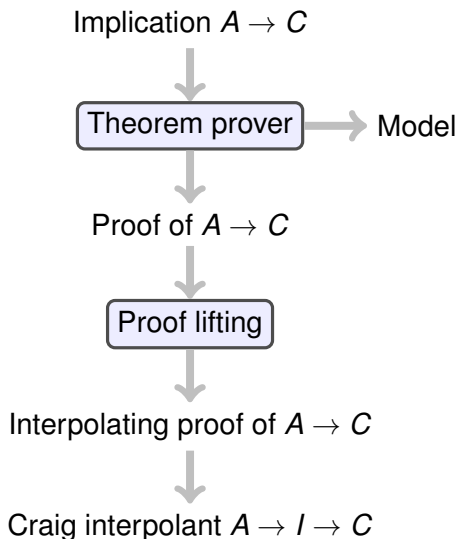 Implication A → C
Theorem prover
Model
Proof of A → C
Proof lifting
Interpolating proof of A → C
Craig interpolant A → I → C